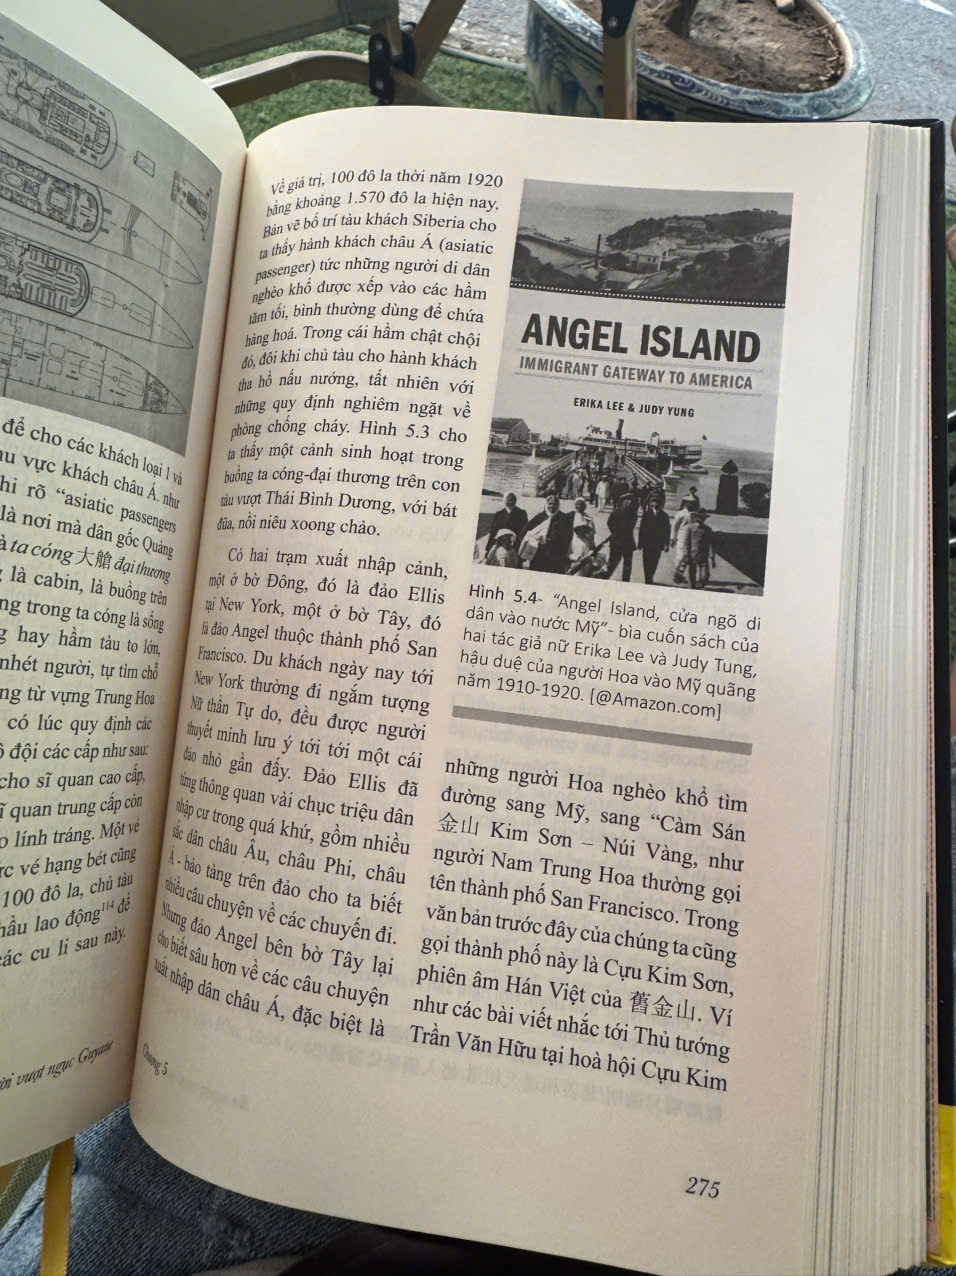 để cho các khách loại 1 và
vực khách châu Á. như
rõ “asiatic passengers
là nơi mà dân gốc Quảng
ta cóng 大艙 đại thương
là cabin, là buồng trên
trong ta cóng là sống
hay hầm tàu to lớn,
nhét người, tự tìm chỗ
từ vựng Trung Hoa
có lúc quy định các
đội các cấp như sau:
cho sĩ quan cao cấp,
quan trung cấp còn
lính tráng. Một vé
vé hạng bét cũng
100 đô la, chủ tàu
thầu lao động114 để
các cu li sau này.
vượt ngục Guyane
Về giá trị, 100 đô la thời năm 1920
bằng khoảng 1.570 đô la hiện nay.
Bản vẽ bố trí tàu khách Siberia cho
ta thấy hành khách châu Á (asiatic
passenger) tức những người di dân
nghèo khổ được xếp vào các hầm
tăm tối, bình thường dùng để chứa
hàng hoá. Trong cái hầm chật chội
đó, đôi khi chủ tàu cho hành khách
tha hồ nấu nướng, tất nhiên với
những quy định nghiêm ngặt về
phòng chống cháy. Hình 5.3 cho
ta thấy một cảnh sinh hoạt trong
buồng ta cóng-đại thương trên con
tàu vượt Thái Bình Dương, với bát
đũa, nồi niêu xoong chảo.
Có hai trạm xuất nhập cảnh,
một ở bờ Đông, đó là đảo Ellis
tại New York, một ở bờ Tây, đó
là đảo Angel thuộc thành phố San
Francisco. Du khách ngày nay tới
New York thường đi ngắm tượng
Nữ thần Tự do, đều được người
thuyết minh lưu ý tới tới một cái
đảo nhỏ gần đấy. Đảo Ellis đã
từng thông quan vài chục triệu dân
nhập cư trong quá khứ, gồm nhiều
sắc dân châu Âu, châu Phi, châu
Á - bảo tàng trên đảo cho ta biết
nhiều câu chuyện về các chuyến đi.
Nhưng đảo Angel bên bờ Tây lại
cho biết sâu hơn về các câu chuyện
xuất nhập dân châu Á, đặc biệt là
ANGEL ISLAND
IMMIGRANT GATEWAY TO AMERICA
ERIKA LEE & JUDY YUNG
Hình 5.4- “Angel Island, cửa ngõ di
dân vào nước Mỹ”- bìa cuốn sách của
hai tác giả nữ Erika Lee và Judy Tung,
hậu duệ của người Hoa vào Mỹ quãng
năm 1910-1920. [@Amazon.com]
những người Hoa nghèo khổ tìm
đường sang Mỹ, sang “Càm Sán
金山 Kim Sơn – Núi Vàng, như
người Nam Trung Hoa thường gọi
tên thành phố San Francisco. Trong
văn bản trước đây của chúng ta cũng
gọi thành phố này là Cựu Kim Sơn,
phiên âm Hán Việt của 舊金山. Ví
như các bài viết nhắc tới Thủ tướng
Trần Văn Hữu tại hoà hội Cựu Kim
Chương 5
275